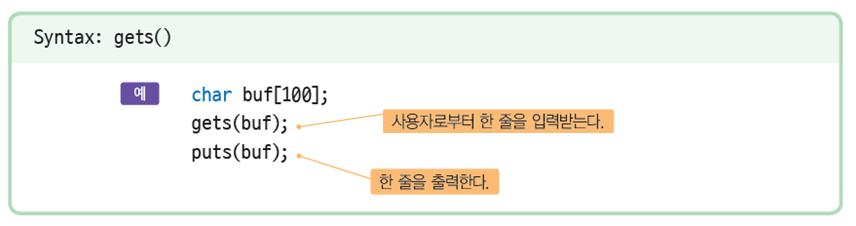 Syntax: gets()
예
char buf[100];
gets(buf);
사용자로부터 한 줄을 입력받는다.
puts(buf);
한 줄을 출력한다.